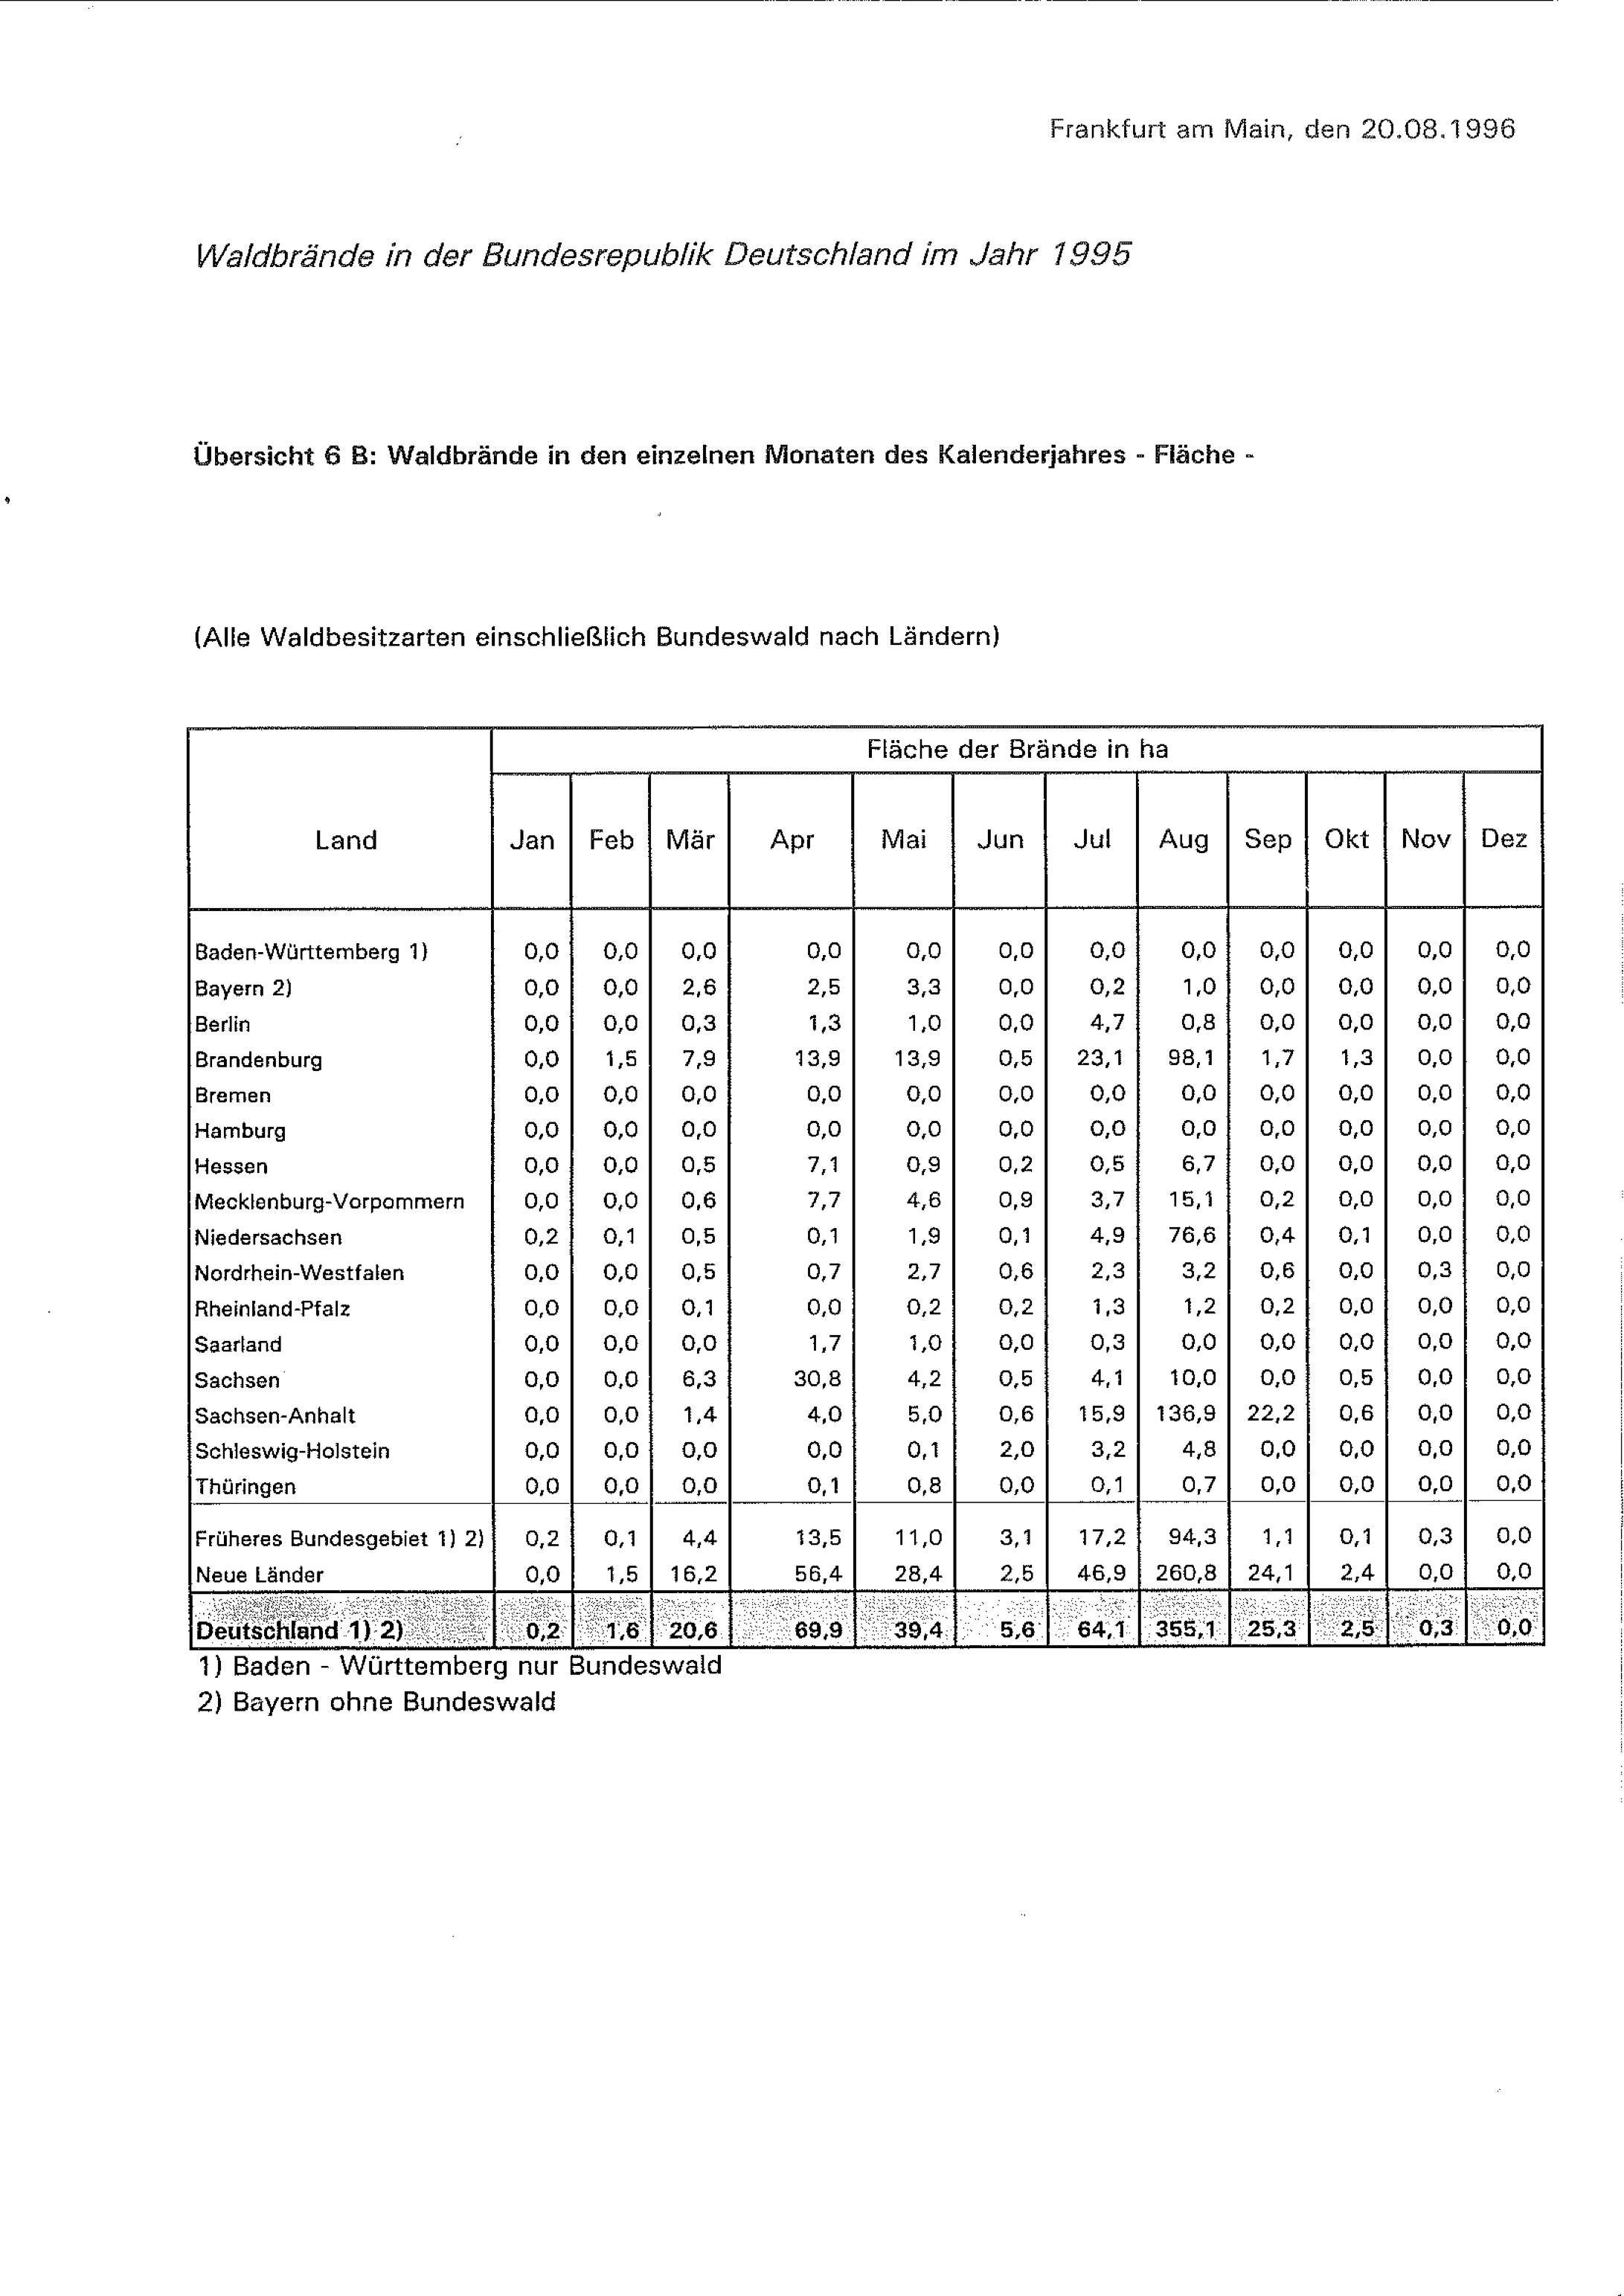 Frankfurt am Main, den 20.08.1996
Waldbrände in der Bundesrepublik Deutschland im Jahr 1995
Übersicht 6 B: Waldbrände in den einzelnen Monaten des Kalenderjahres - Fläche -
(Alle Waldbesitzarten einschließlich Bundeswald nach Ländern)
Fläche der Brände in ha
Land Jan Feb Mär Apr Mai Jun Jul Aug Sep Okt Nov Dez
Baden-Württemberg 1) 0,0 0,0 0,0 0,0 0,0 0,0 0,0 0,0 0,0 0,0 0,0 0,0
Bayern 2) 0,0 0,0 2,6 2,5 3,3 0,0 0,2 1,0 0,0 0,0 0,0 0,0
Berlin 0,0 0,0 0,3 1,3 1,0 0,0 4,7 0,8 0,0 0,0 0,0 0,0
Brandenburg 0,0 1,5 7,9 13,9 13,9 0,5 23,1 98,1 1,7 1,3 0,0 0,0
Bremen 0,0 0,0 0,0 0,0 0,0 0,0 0,0 0,0 0,0 0,0 0,0 0,0
Hamburg 0,0 0,0 0,0 0,0 0,0 0,0 0,0 0,0 0,0 0,0 0,0 0,0
Hessen 0,0 0,0 0,5 7,1 0,9 0,2 0,5 6,7 0,0 0,0 0,0 0,0
Mecklenburg-Vorpommern 0,0 0,0 0,6 7,7 4,6 0,9 3,7 15,1 0,2 0,0 0,0 0,0
Niedersachsen 0,2 0,1 0,5 0,1 1,9 0,1 4,9 76,6 0,4 0,1 0,0 0,0
Nordrhein-Westfalen 0,0 0,0 0,5 0,7 2,7 0,6 2,3 3,2 0,6 0,0 0,3 0,0
Rheinland-Pfalz 0,0 0,0 0,1 0,0 0,2 0,2 1,3 1,2 0,2 0,0 0,0 0,0
Saarland 0,0 0,0 0,0 1,7 1,0 0,0 0,3 0,0 0,0 0,0 0,0 0,0
Sachsen 0,0 0,0 6,3 30,8 4,2 0,5 4,1 10,0 0,0 0,5 0,0 0,0
Sachsen-Anhalt 0,0 0,0 1,4 4,0 5,0 0,6 15,9 136,9 22,2 0,6 0,0 0,0
Schleswig-Holstein 0,0 0,0 0,0 0,0 0,1 2,0 3,2 4,8 0,0 0,0 0,0 0,0
Thüringen 0,0 0,0 0,0 0,1 0,8 0,0 0,1 0,7 0,0 0,0 0,0 0,0
Früheres Bundesgebiet 1) 2) 0,2 0,1 4,4 13,5 11,0 3,1 17,2 94,3 1,1 0,1 0,3 0,0
Neue Länder 0,0 1,5 16,2 56,4 28,4 2,5 46,9 260,8 24,1 2,4 0,0 0,0
Deutschland 1) 2) 0,2 1,6 20,6 69,9 39,4 5,6 64,1 355,1 25,3 2,5 0,3 0,0
1) Baden - Württemberg nur Bundeswald
2) Bayern ohne Bundeswald